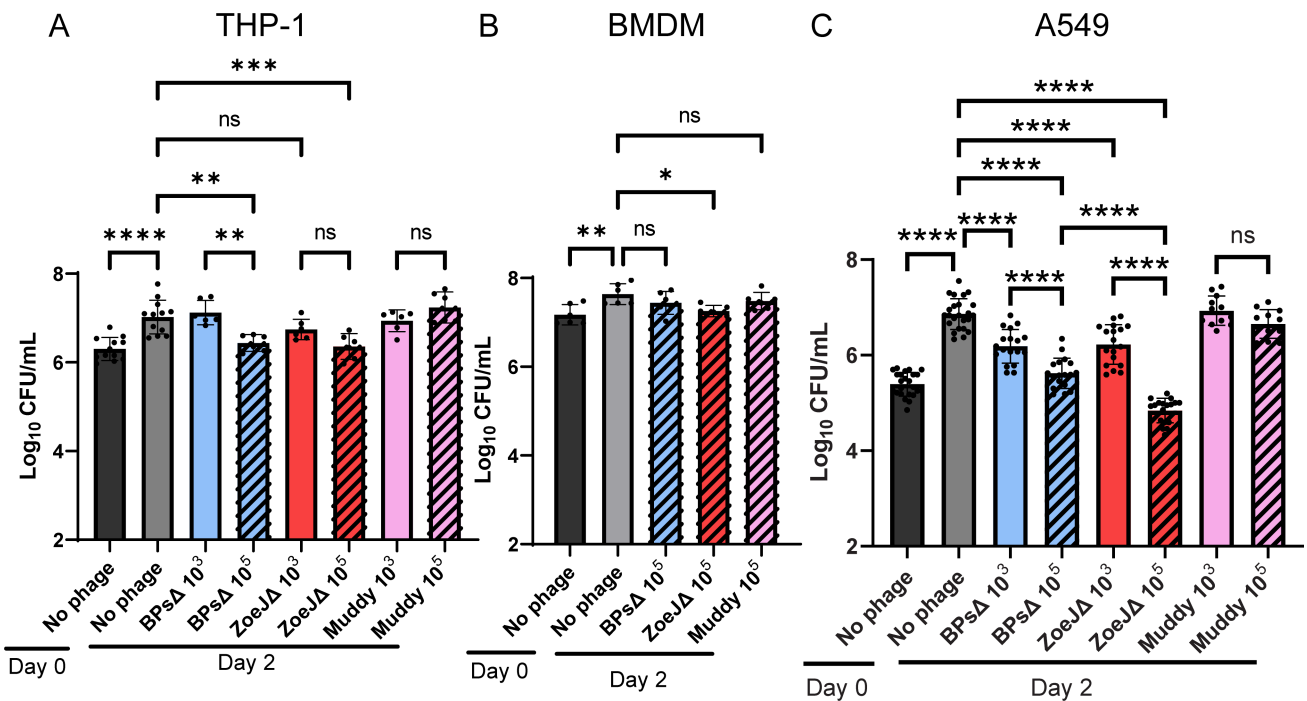 A THP-1
***
ns
**
**** ** ns ns
Log10 CFU/mL
8
6
4
2
No phage
No phage
BPsΔ 10^3
BPsΔ 10^5
ZoeJΔ 10^3
ZoeJΔ 10^5
Muddy 10^3
Muddy 10^5
Day 0 Day 2
B BMDM
ns
*
** ns
Log10 CFU/mL
8
6
4
2
No phage
No phage
BPsΔ 10^5
ZoeJΔ 10^5
Muddy 10^5
Day 0 Day 2
C A549
****
****
****
**** **** **** ns
**** ****
Log10 CFU/mL
8
6
4
2
No phage
No phage
BPsΔ 10^3
BPsΔ 10^5
ZoeJΔ 10^3
ZoeJΔ 10^5
Muddy 10^3
Muddy 10^5
Day 0 Day 2